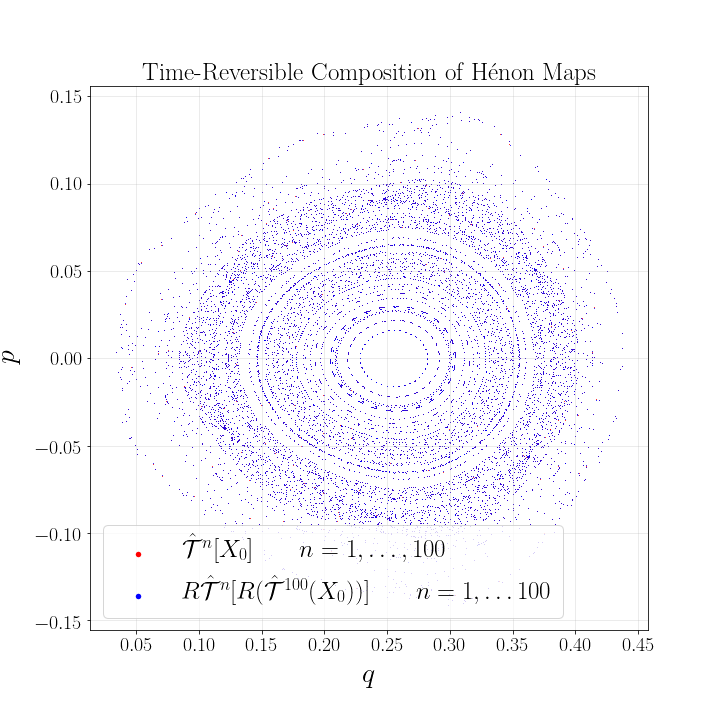 Time-Reversible Composition of Hénon Maps
0.15
0.10
0.05
0.00
−0.05
−0.10
−0.15
p
𝒯̂ⁿ[X₀] n = 1, . . . , 100
R𝒯̂ⁿ[R(𝒯̂¹⁰⁰(X₀))] n = 1, . . . 100
0.05 0.10 0.15 0.20 0.25 0.30 0.35 0.40 0.45
q